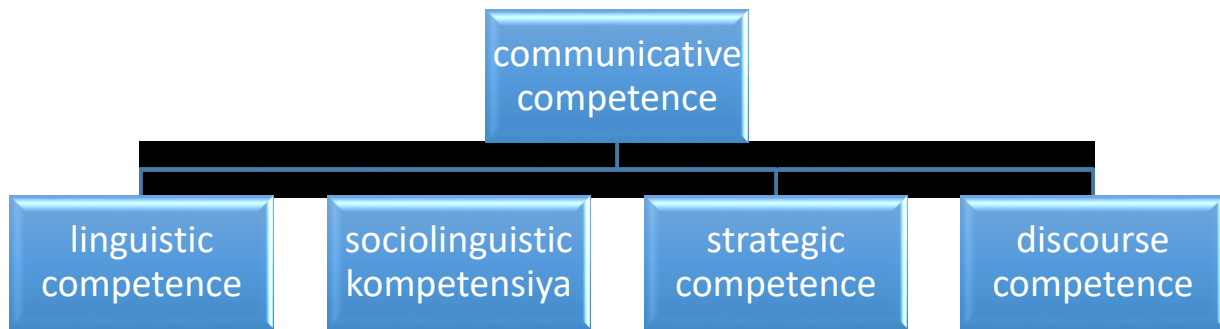 communicative
competence
linguistic
competence
sociolinguistic
kompetensiya
strategic
competence
discourse
competence